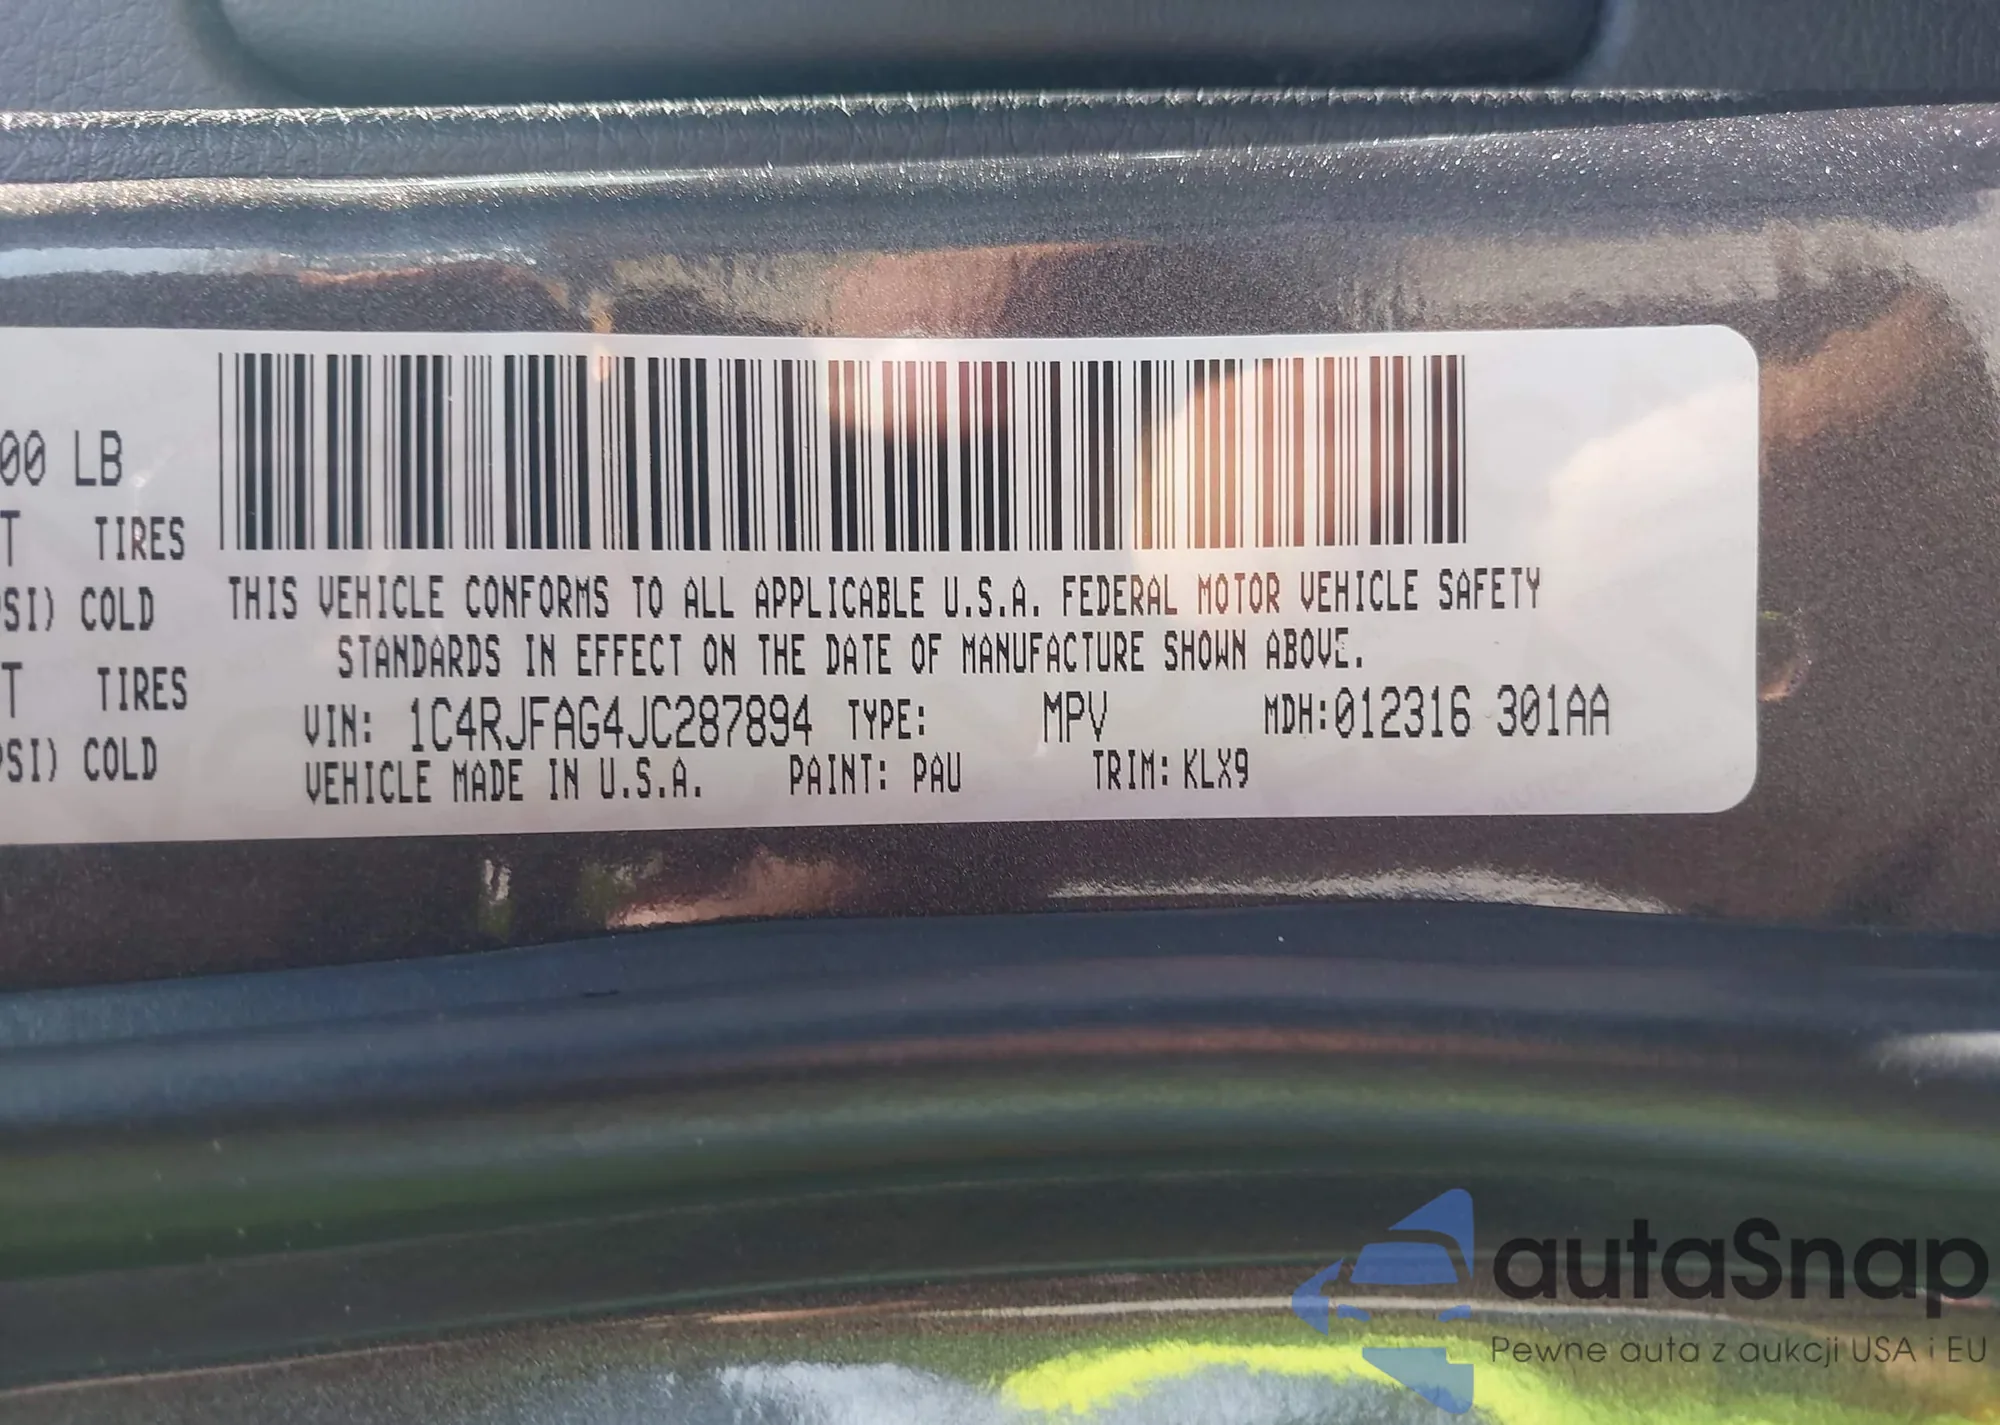 00 LB
T TIRES
PSI) COLD
T TIRES
PSI) COLD
THIS VEHICLE CONFORMS TO ALL APPLICABLE U.S.A. FEDERAL MOTOR VEHICLE SAFETY
STANDARDS IN EFFECT ON THE DATE OF MANUFACTURE SHOWN ABOVE.
VIN: 1C4RJFAG4JC287894 TYPE: MPV MDH:012316 301AA
VEHICLE MADE IN U.S.A. PAINT: PAU TRIM: KLX9
autaSnap
Pewne auta z aukcji USA i EU